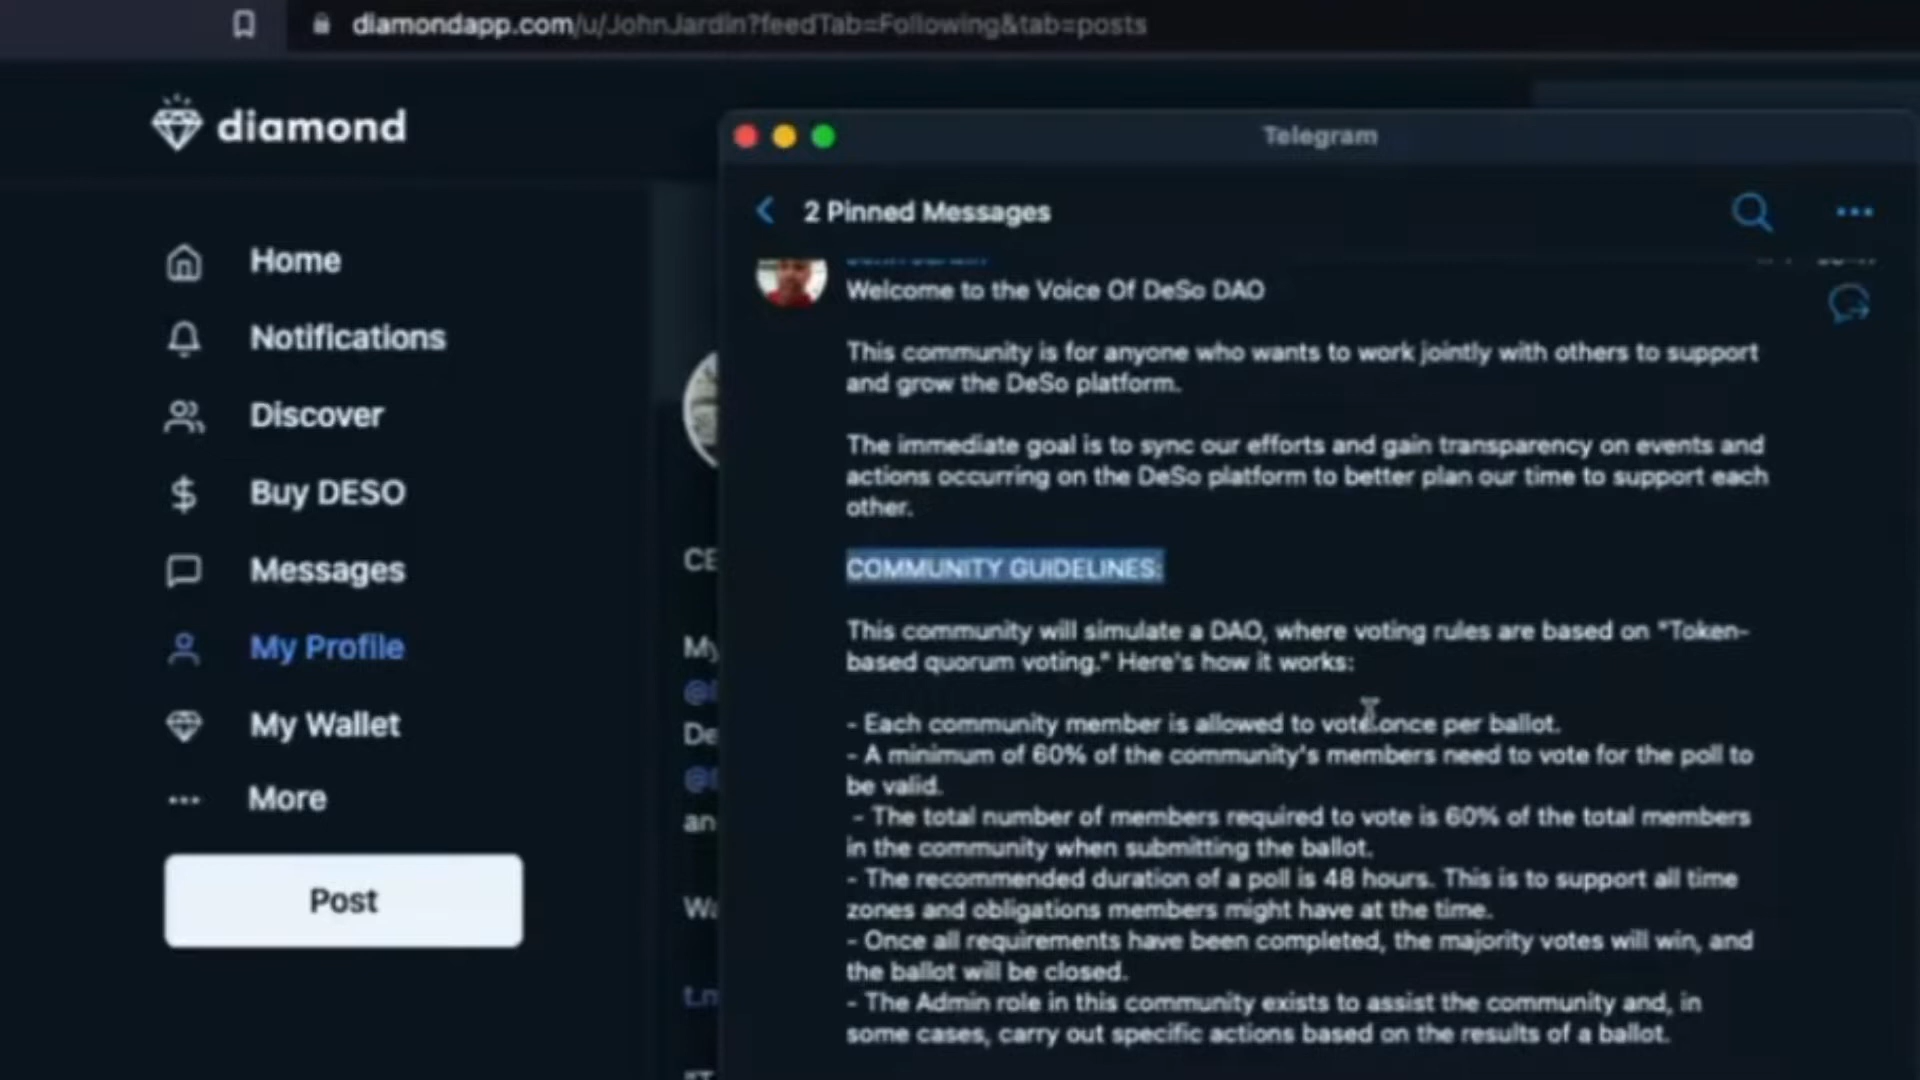 diamondapp.com/u/JohnJardin?feedTab=Following&tab=posts
diamond
Home
Notifications
Discover
Buy DESO
Messages
My Profile
My Wallet
More
Post
CE
My
De
an
Telegram
2 Pinned Messages
Welcome to the Voice Of DeSo DAO
This community is for anyone who wants to work jointly with others to support
and grow the DeSo platform.
The immediate goal is to sync our efforts and gain transparency on events and
actions occurring on the DeSo platform to better plan our time to support each
other.
COMMUNITY GUIDELINES:
This community will simulate a DAO, where voting rules are based on "Token-
based quorum voting." Here's how it works:
- Each community member is allowed to vote once per ballot.
- A minimum of 60% of the community's members need to vote for the poll to
be valid.
- The total number of members required to vote is 60% of the total members
in the community when submitting the ballot.
- The recommended duration of a poll is 48 hours. This is to support all time
zones and obligations members might have at the time.
- Once all requirements have been completed, the majority votes will win, and
the ballot will be closed.
- The Admin role in this community exists to assist the community and, in
some cases, carry out specific actions based on the results of a ballot.